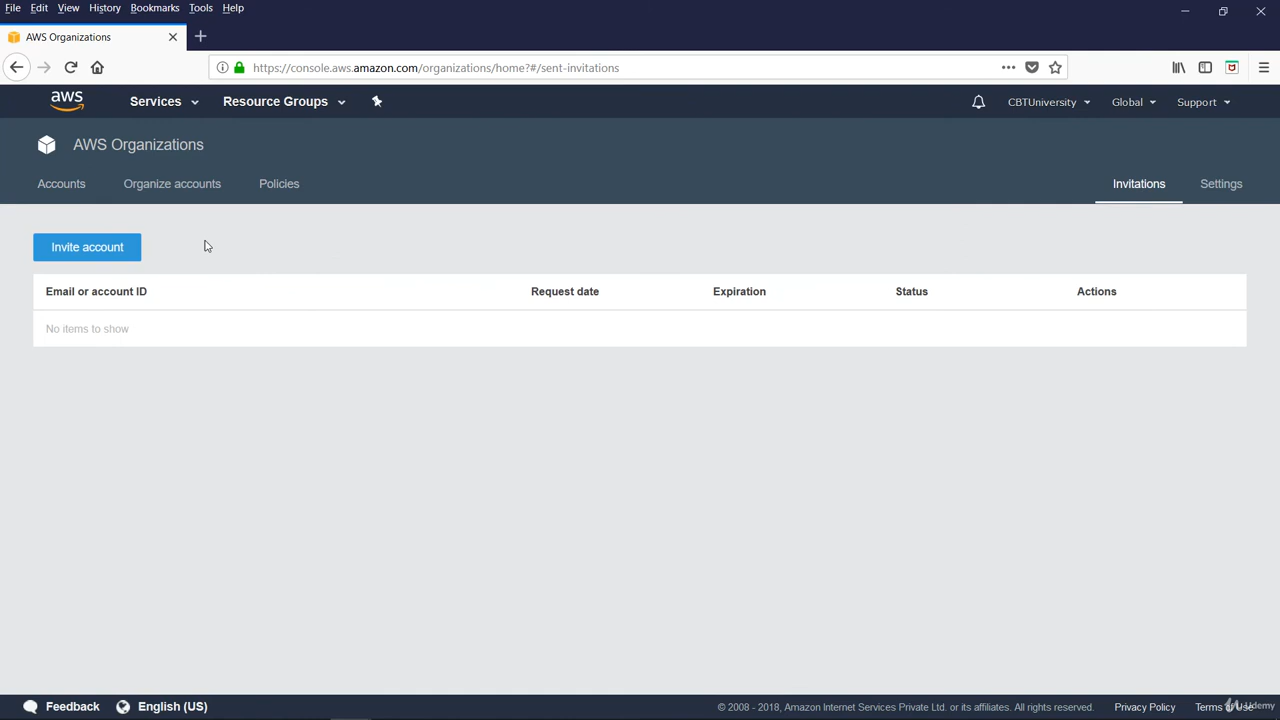 File Edit View History Bookmarks Tools Help
AWS Organizations
https://console.aws.amazon.com/organizations/home?#/sent-invitations
aws Services Resource Groups CBTUniversity Global Support
AWS Organizations
Accounts Organize accounts Policies Invitations Settings
Invite account
Email or account ID Request date Expiration Status Actions
No items to show
Feedback English (US) © 2008 - 2018, Amazon Internet Services Private Ltd. or its affiliates. All rights reserved. Privacy Policy Terms of Use
Udemy